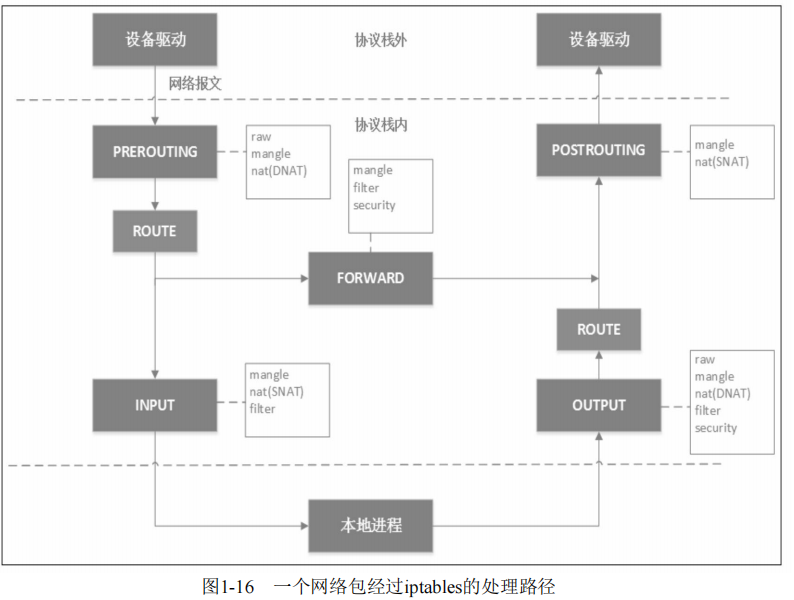 设备驱动
协议栈外
设备驱动
网络报文
协议栈内
PREROUTING
raw
mangle
nat(DNAT)
POSTROUTING
mangle
nat(SNAT)
mangle
filter
security
ROUTE
FORWARD
ROUTE
INPUT
mangle
nat(SNAT)
filter
OUTPUT
raw
mangle
nat(DNAT)
filter
security
本地进程
图1-16 一个网络包经过iptables的处理路径